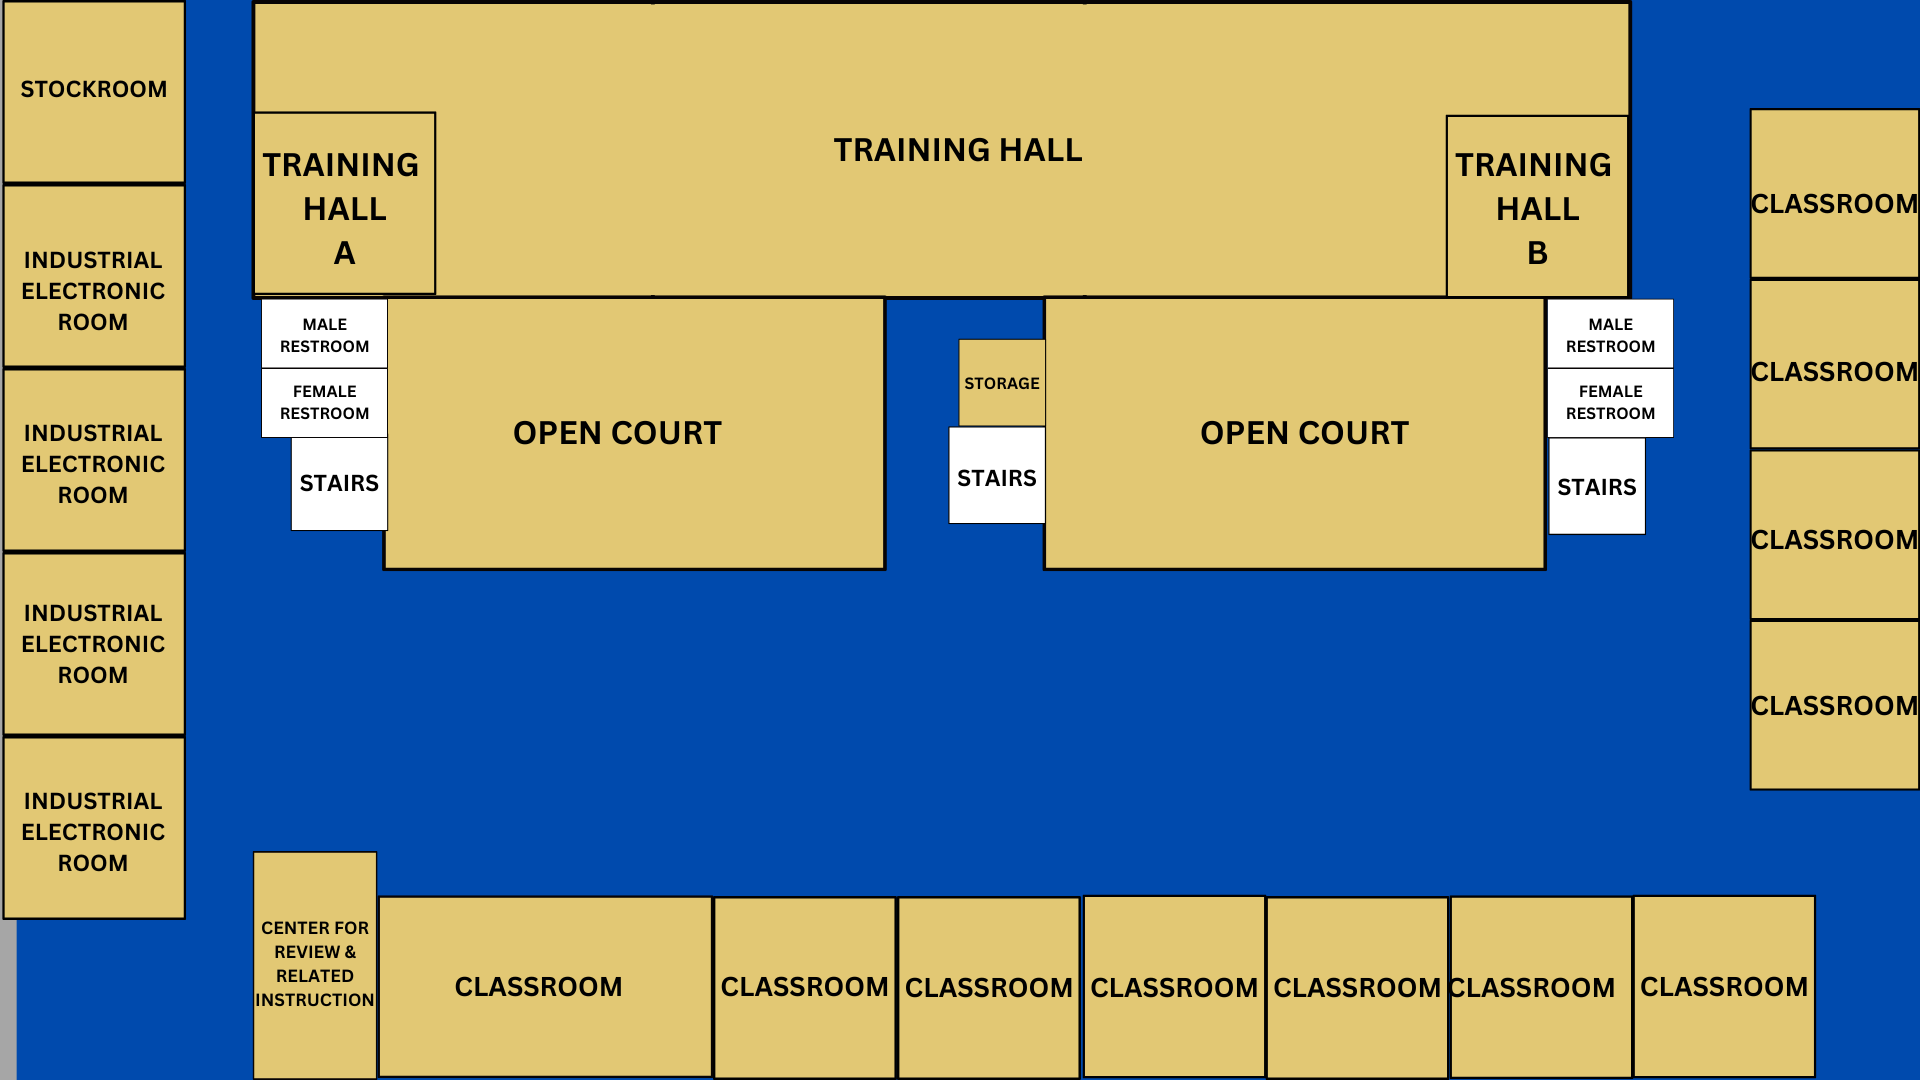 STOCKROOM
INDUSTRIAL
ELECTRONIC
ROOM
INDUSTRIAL
ELECTRONIC
ROOM
INDUSTRIAL
ELECTRONIC
ROOM
INDUSTRIAL
ELECTRONIC
ROOM
TRAINING
HALL
A
TRAINING HALL
TRAINING
HALL
B
MALE
RESTROOM
FEMALE
RESTROOM
STAIRS
OPEN COURT
STORAGE
STAIRS
OPEN COURT
MALE
RESTROOM
FEMALE
RESTROOM
STAIRS
CLASSROOM
CLASSROOM
CLASSROOM
CLASSROOM
CENTER FOR
REVIEW &
RELATED
INSTRUCTION
CLASSROOM
CLASSROOM
CLASSROOM
CLASSROOM
CLASSROOM
CLASSROOM
CLASSROOM